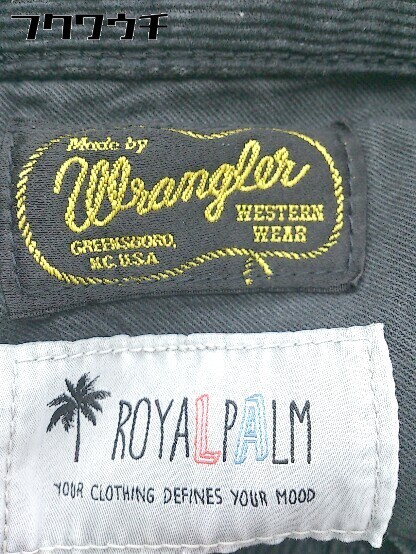 フクワウチ
Made by
Wrangler
WESTERN
WEAR
GREENSBORO,
N.C. U.S.A
ROYALPALM
YOUR CLOTHING DEFINES YOUR MOOD